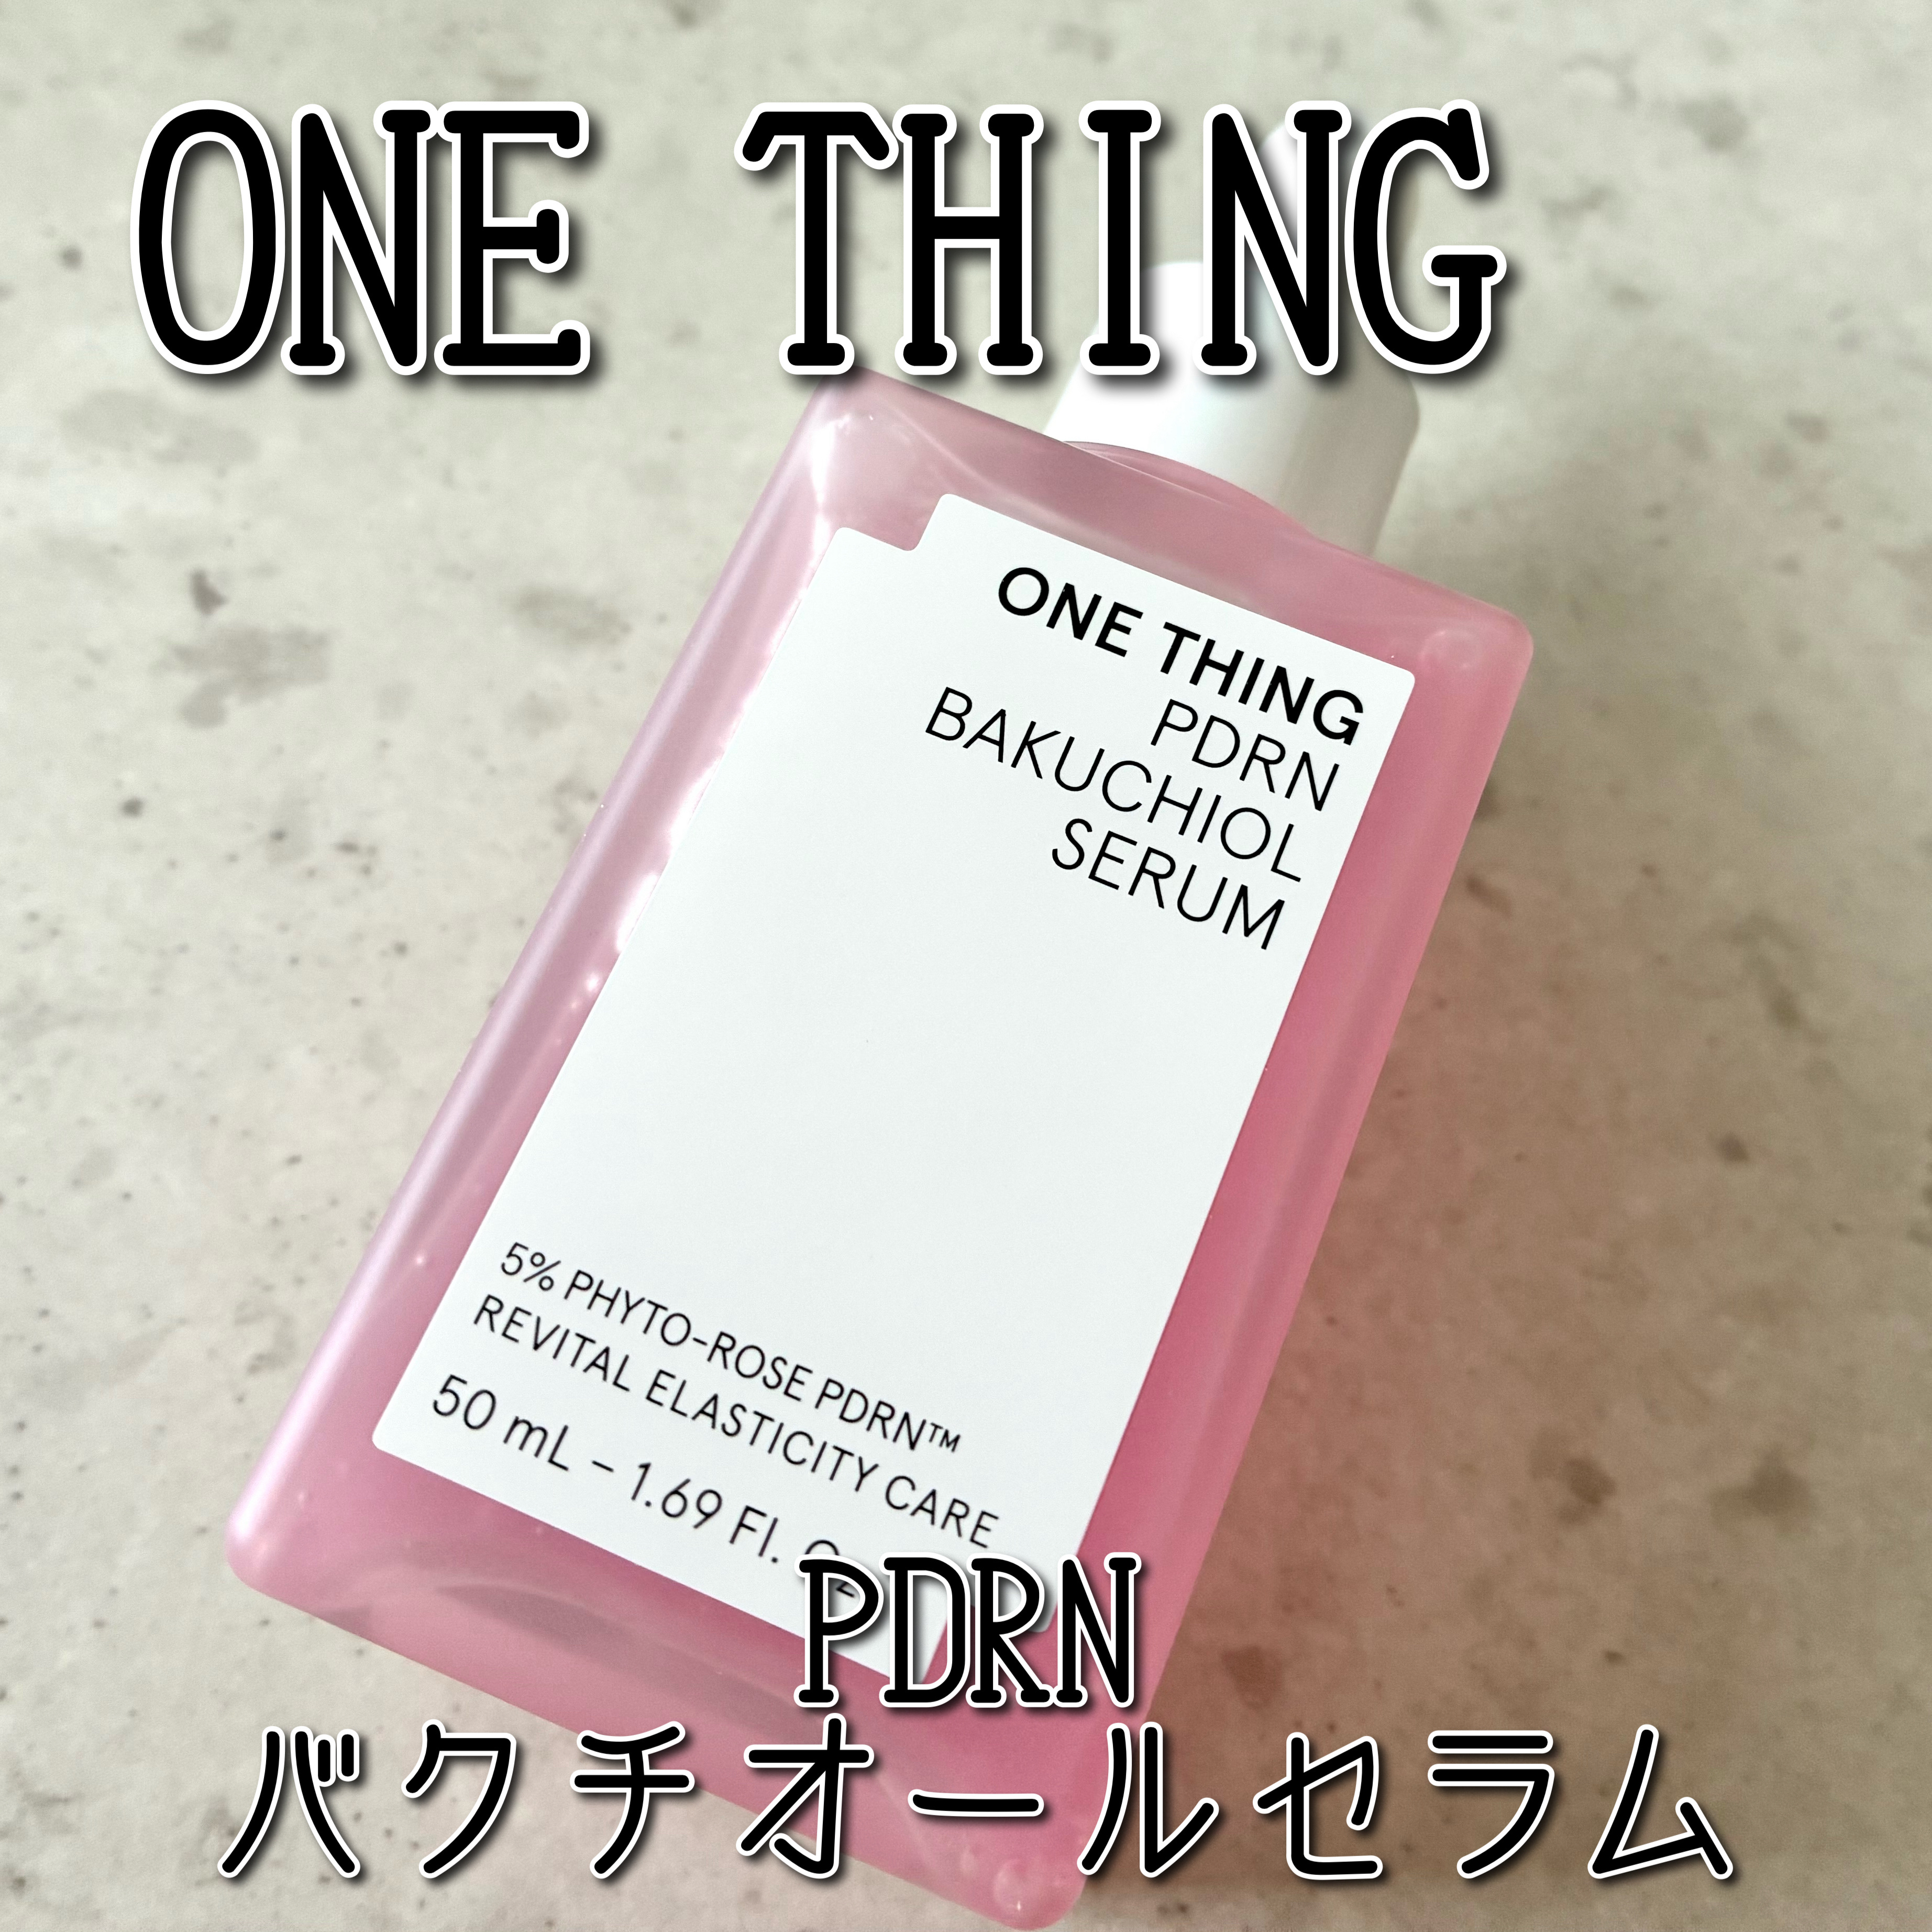 ONE THING
ONE THING
PDRN
BAKUCHIOL
SERUM
5% PHYTO-ROSE PDRN™
REVITAL ELASTICITY CARE
50 mL – 1.69 Fl.
PDRN
バクチオールセラム